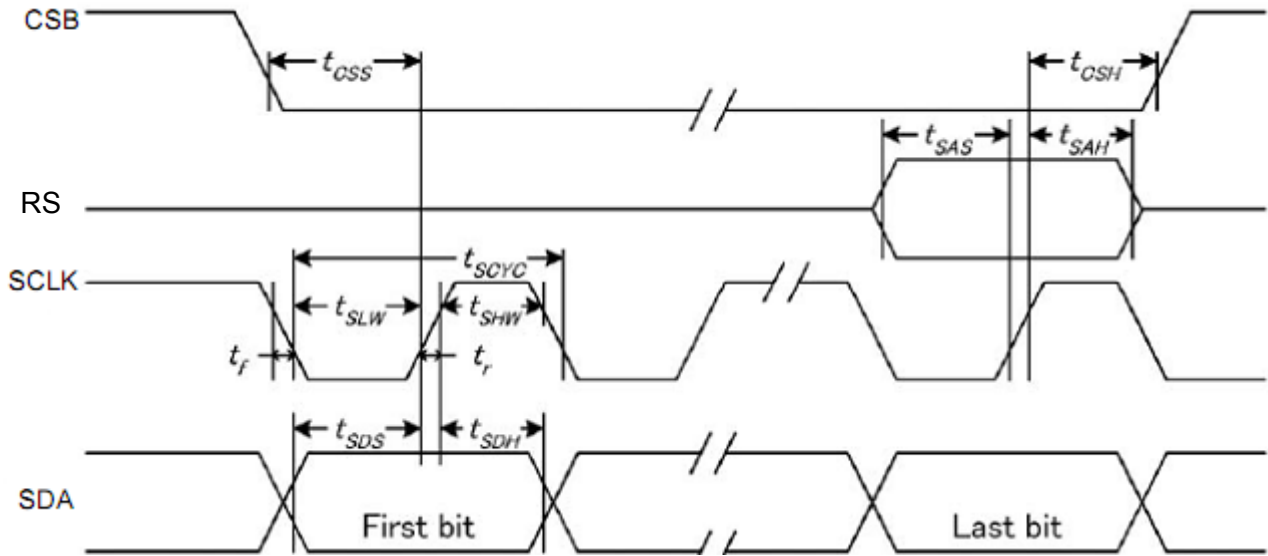 CSB
t_CSS
t_CSH
RS
t_SAS t_SAH
SCLK
t_SCYC
t_SLW t_SHW
t_f t_r
t_SDS t_SDH
SDA
First bit Last bit